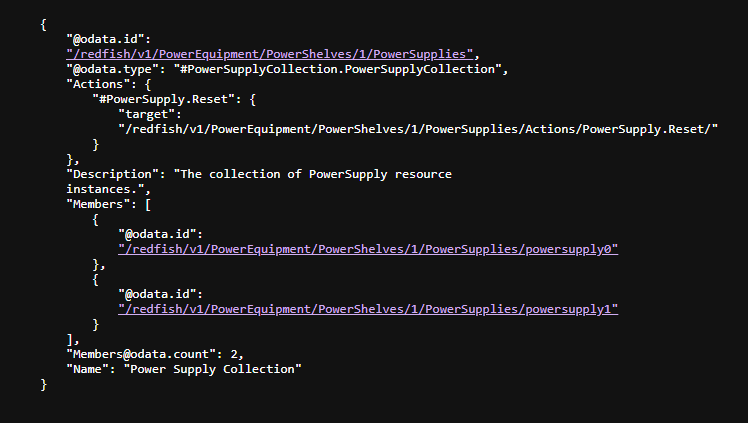 {
"@odata.id":
"/redfish/v1/PowerEquipment/PowerShelves/1/PowerSupplies",
"@odata.type": "#PowerSupplyCollection.PowerSupplyCollection",
"Actions": {
"#PowerSupply.Reset": {
"target":
"/redfish/v1/PowerEquipment/PowerShelves/1/PowerSupplies/Actions/PowerSupply.Reset/"
}
},
"Description": "The collection of PowerSupply resource
instances.",
"Members": [
{
"@odata.id":
"/redfish/v1/PowerEquipment/PowerShelves/1/PowerSupplies/powersupply0"
},
{
"@odata.id":
"/redfish/v1/PowerEquipment/PowerShelves/1/PowerSupplies/powersupply1"
}
],
"Members@odata.count": 2,
"Name": "Power Supply Collection"
}